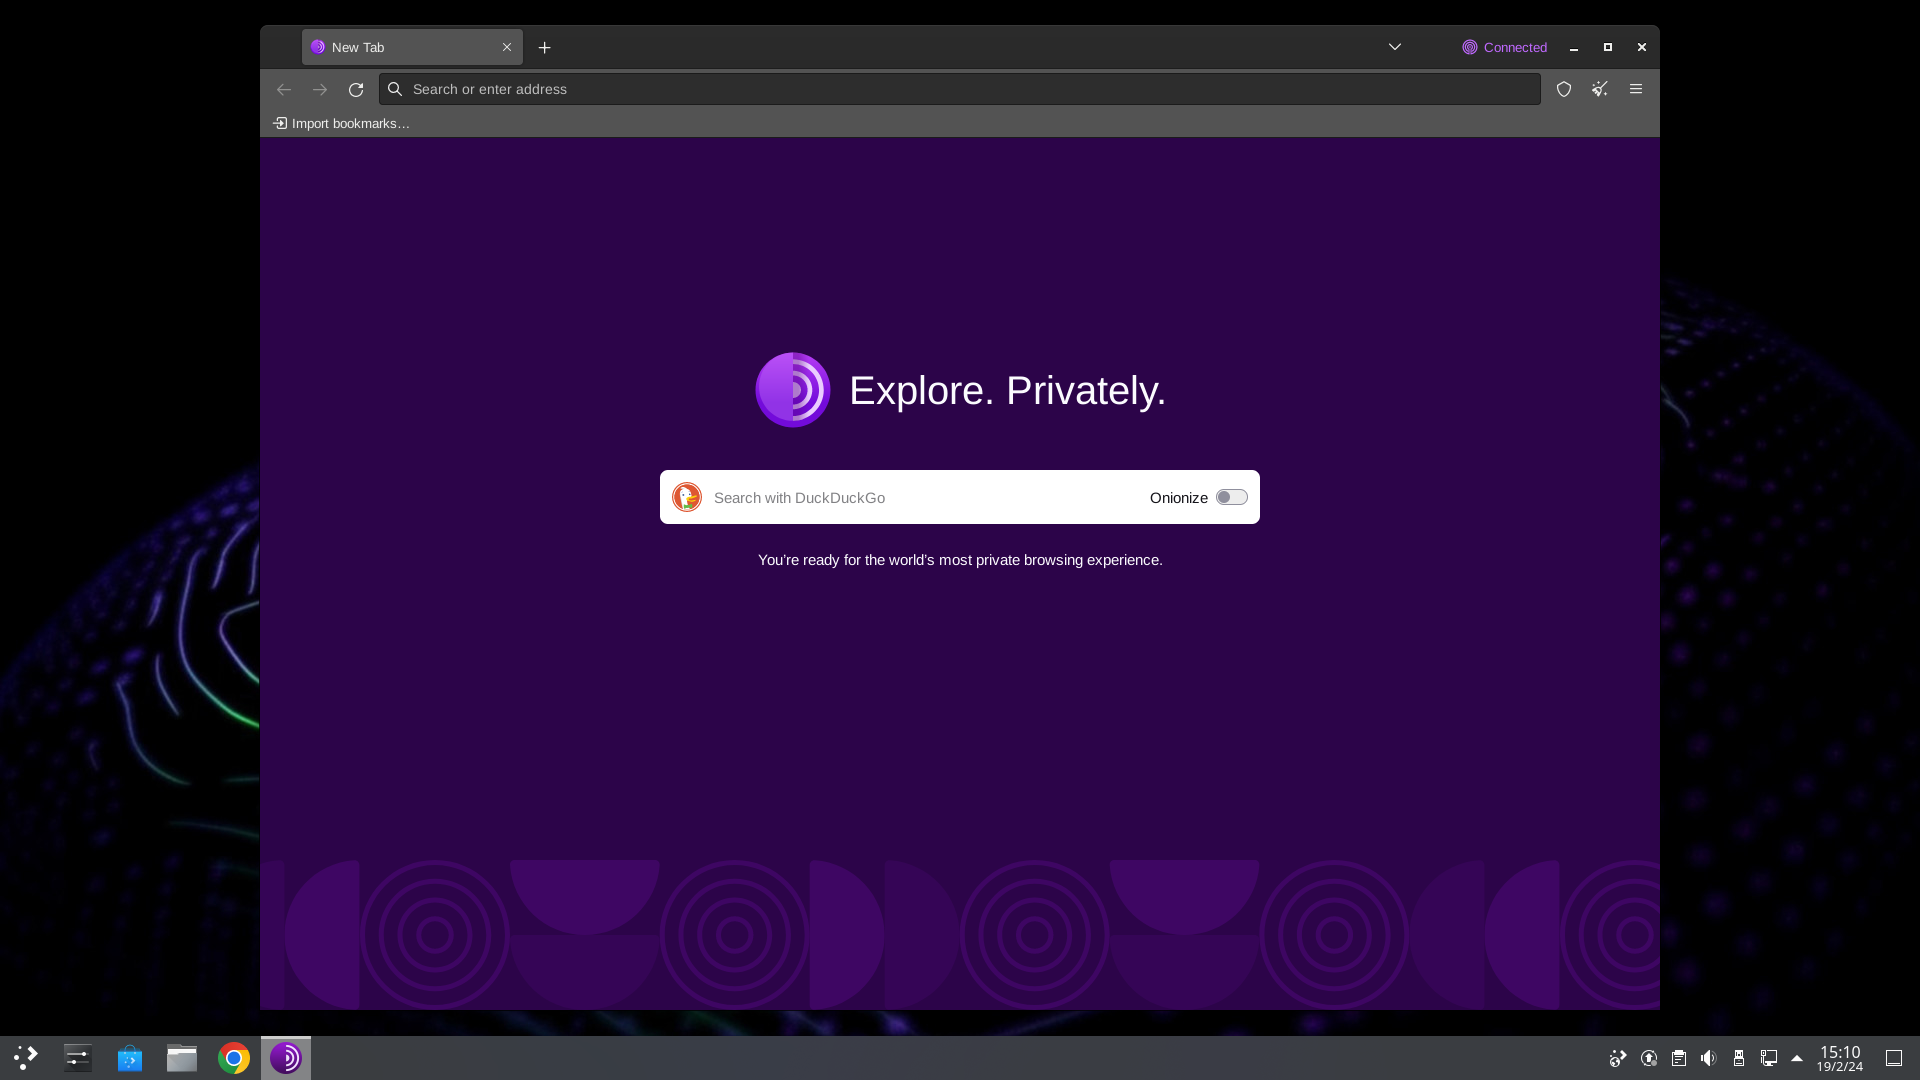 New Tab
Connected
Search or enter address
Import bookmarks…
Explore. Privately.
Search with DuckDuckGo
Onionize
You’re ready for the world’s most private browsing experience.
15:10
19/2/24